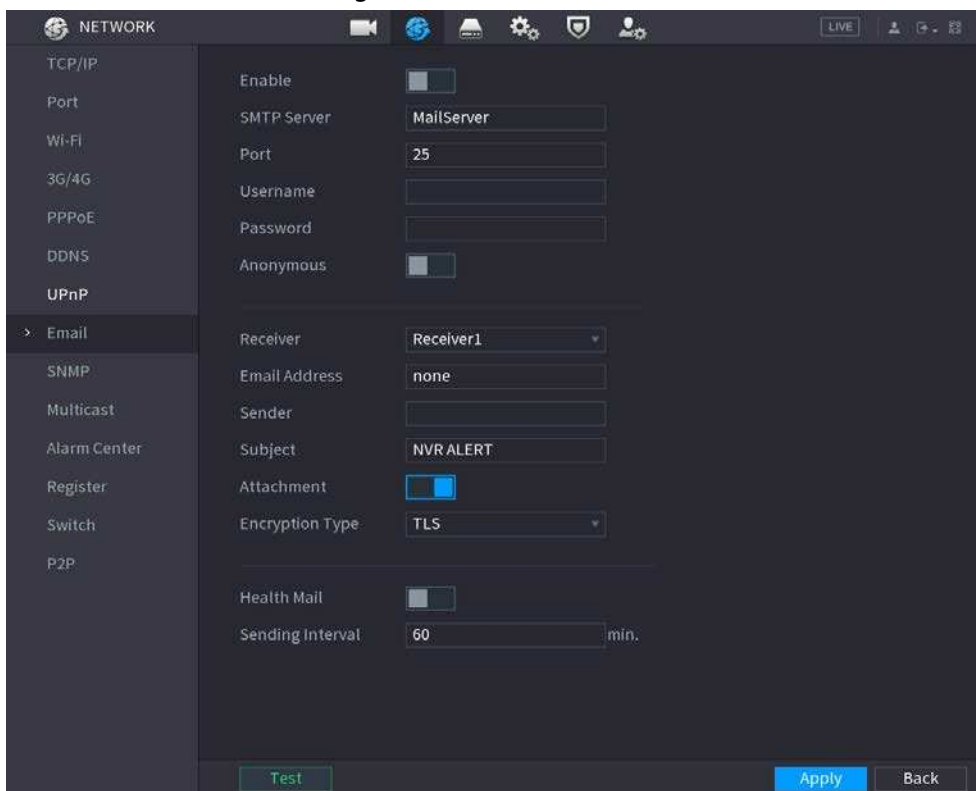 NETWORK
LIVE
TCP/IP
Port
Wi-Fi
3G/4G
PPPoE
DDNS
UPnP
> Email
SNMP
Multicast
Alarm Center
Register
Switch
P2P
Enable
SMTP Server MailServer
Port 25
Username
Password
Anonymous
Receiver Receiver1
Email Address none
Sender
Subject NVR ALERT
Attachment
Encryption Type TLS
Health Mail
Sending Interval 60 min.
Test Apply Back